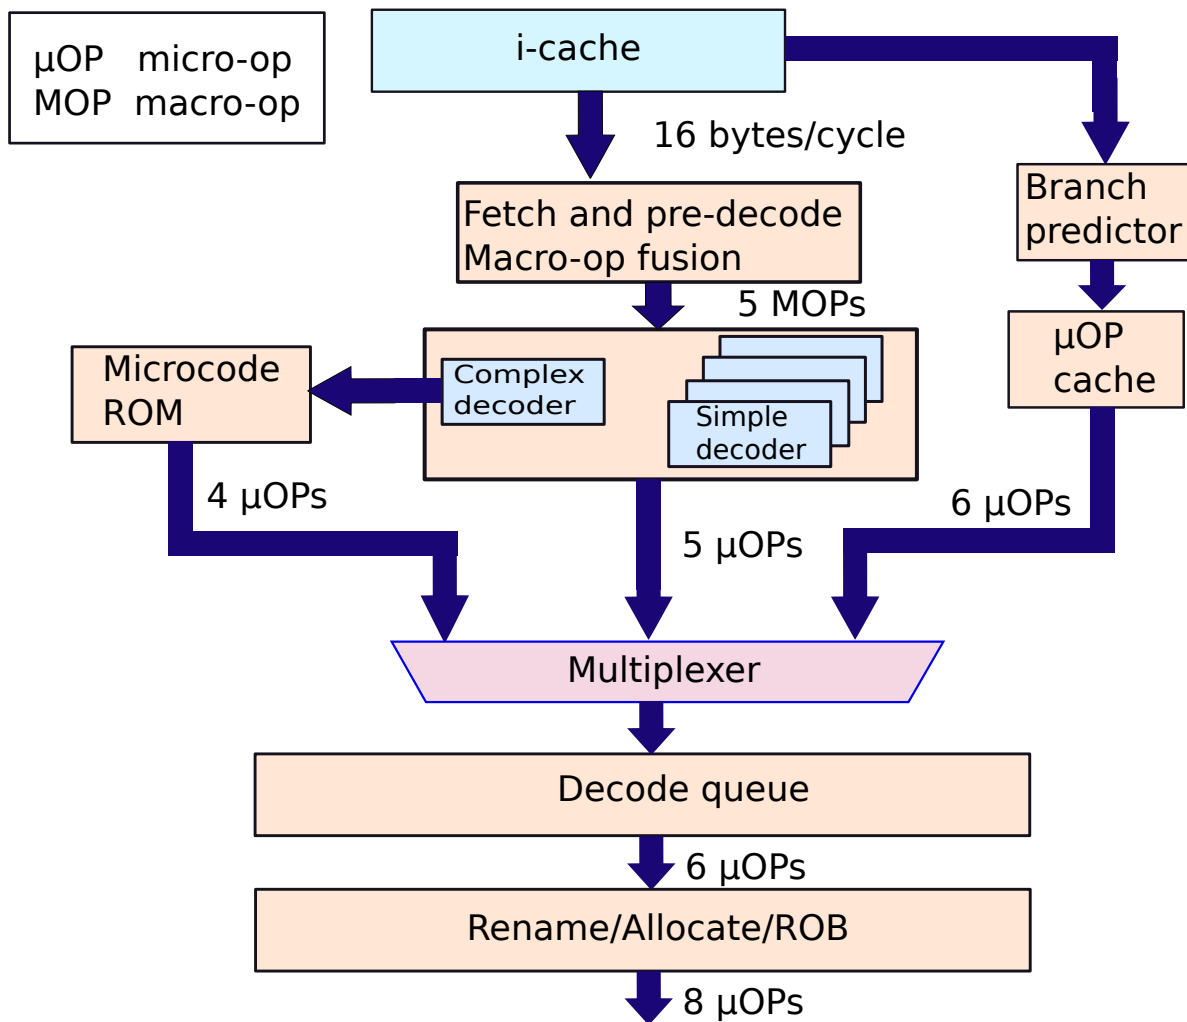 µOP micro-op
MOP macro-op
i-cache
16 bytes/cycle
Branch
predictor
Fetch and pre-decode
Macro-op fusion
5 MOPs
µOP
cache
Microcode
ROM
Complex
decoder
Simple
decoder
4 µOPs
5 µOPs
6 µOPs
Multiplexer
Decode queue
6 µOPs
Rename/Allocate/ROB
8 µOPs